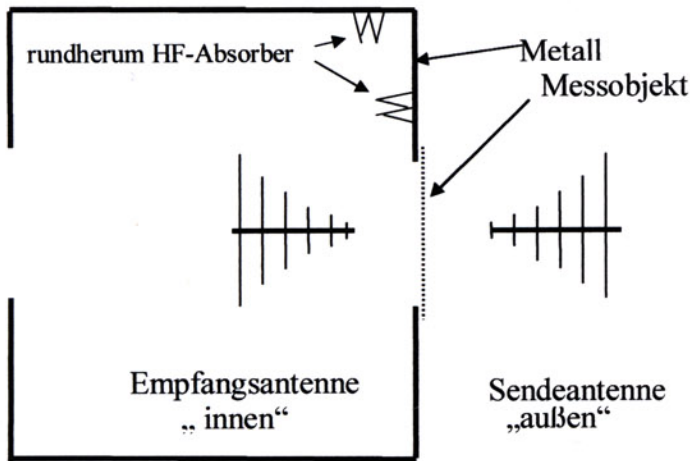 rundherum HF-Absorber
Metall
Messobjekt
Empfangsantenne
„ innen“
Sendeantenne
„außen“